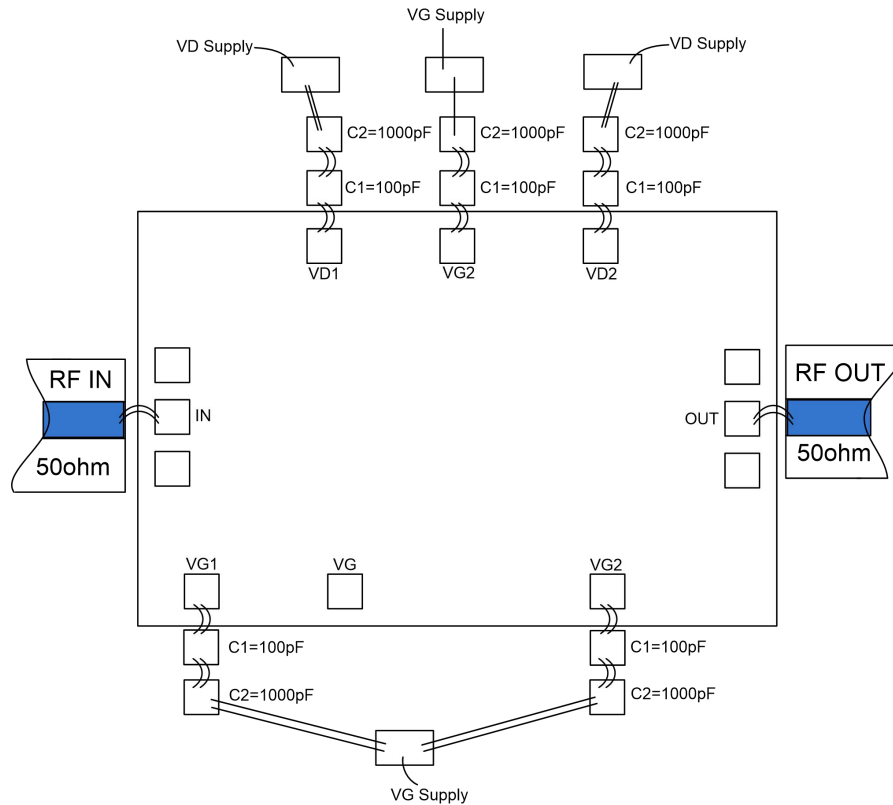 VG Supply
VD Supply
VD Supply
C2=1000pF
C2=1000pF
C2=1000pF
C1=100pF
C1=100pF
C1=100pF
VD1
VG2
VD2
RF IN
RF OUT
IN
OUT
50ohm
50ohm
VG1
VG
VG2
C1=100pF
C1=100pF
C2=1000pF
C2=1000pF
VG Supply